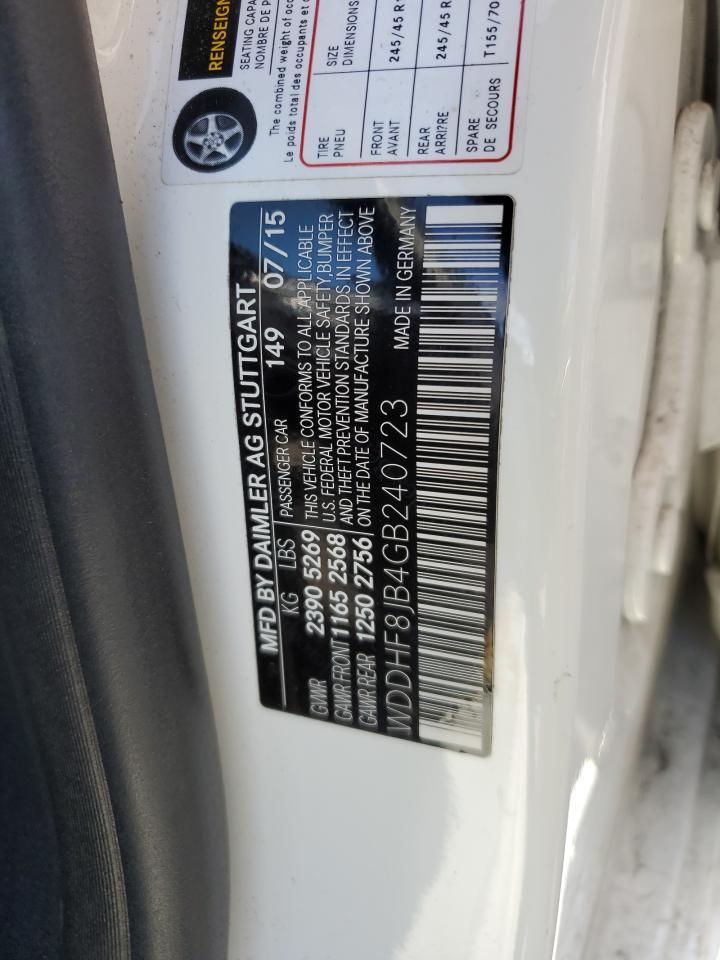 RENSEIGN
SEATING CAPA
NOMBRE DE P
The combined weight of occ
Le poids total des occupants et c
TIRE SIZE
PNEU DIMENSIONS
FRONT 245/45 R
AVANT
REAR 245/45 R
ARRI?RE
SPARE T155/70
DE SECOURS
MFD BY DAIMLER AG STUTTGART
KG LBS PASSENGER CAR 149 07/15
GVWR 2390 5269 THIS VEHICLE CONFORMS TO ALL APPLICABLE
GAWR FRONT 1165 2568 U.S. FEDERAL MOTOR VEHICLE SAFETY,BUMPER
GAWR REAR 1250 2756 AND THEFT PREVENTION STANDARDS IN EFFECT
ON THE DATE OF MANUFACTURE SHOWN ABOVE
WDDHF8JB4GB240723 MADE IN GERMANY